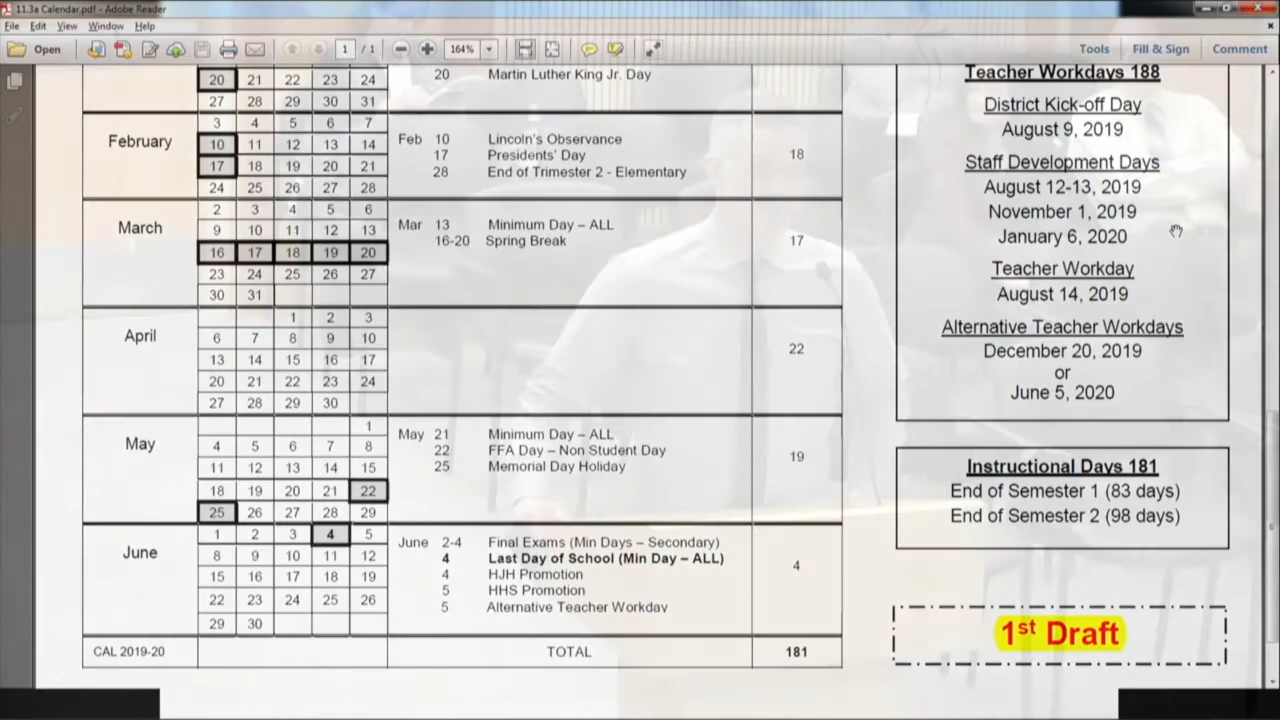 11.3a Calendar.pdf - Adobe Reader
File Edit View Window Help
Open 1 / 1 164% Tools Fill & Sign Comment
20 21 22 23 24
27 28 29 30 31
20 Martin Luther King Jr. Day
February
3 4 5 6 7
10 11 12 13 14
17 18 19 20 21
24 25 26 27 28
Feb 10 Lincoln's Observance
17 Presidents' Day
28 End of Trimester 2 - Elementary
18
March
2 3 4 5 6
9 10 11 12 13
16 17 18 19 20
23 24 25 26 27
30 31
Mar 13 Minimum Day – ALL
16-20 Spring Break
17
April
1 2 3
6 7 8 9 10
13 14 15 16 17
20 21 22 23 24
27 28 29 30
22
May
1
4 5 6 7 8
11 12 13 14 15
18 19 20 21 22
25 26 27 28 29
May 21 Minimum Day – ALL
22 FFA Day – Non Student Day
25 Memorial Day Holiday
19
June
1 2 3 4 5
8 9 10 11 12
15 16 17 18 19
22 23 24 25 26
29 30
June 2-4 Final Exams (Min Days – Secondary)
4 Last Day of School (Min Day – ALL)
4 HJH Promotion
5 HHS Promotion
5 Alternative Teacher Workday
4
CAL 2019-20 TOTAL 181
Teacher Workdays 188
District Kick-off Day
August 9, 2019
Staff Development Days
August 12-13, 2019
November 1, 2019
January 6, 2020
Teacher Workday
August 14, 2019
Alternative Teacher Workdays
December 20, 2019
or
June 5, 2020
Instructional Days 181
End of Semester 1 (83 days)
End of Semester 2 (98 days)
1st Draft